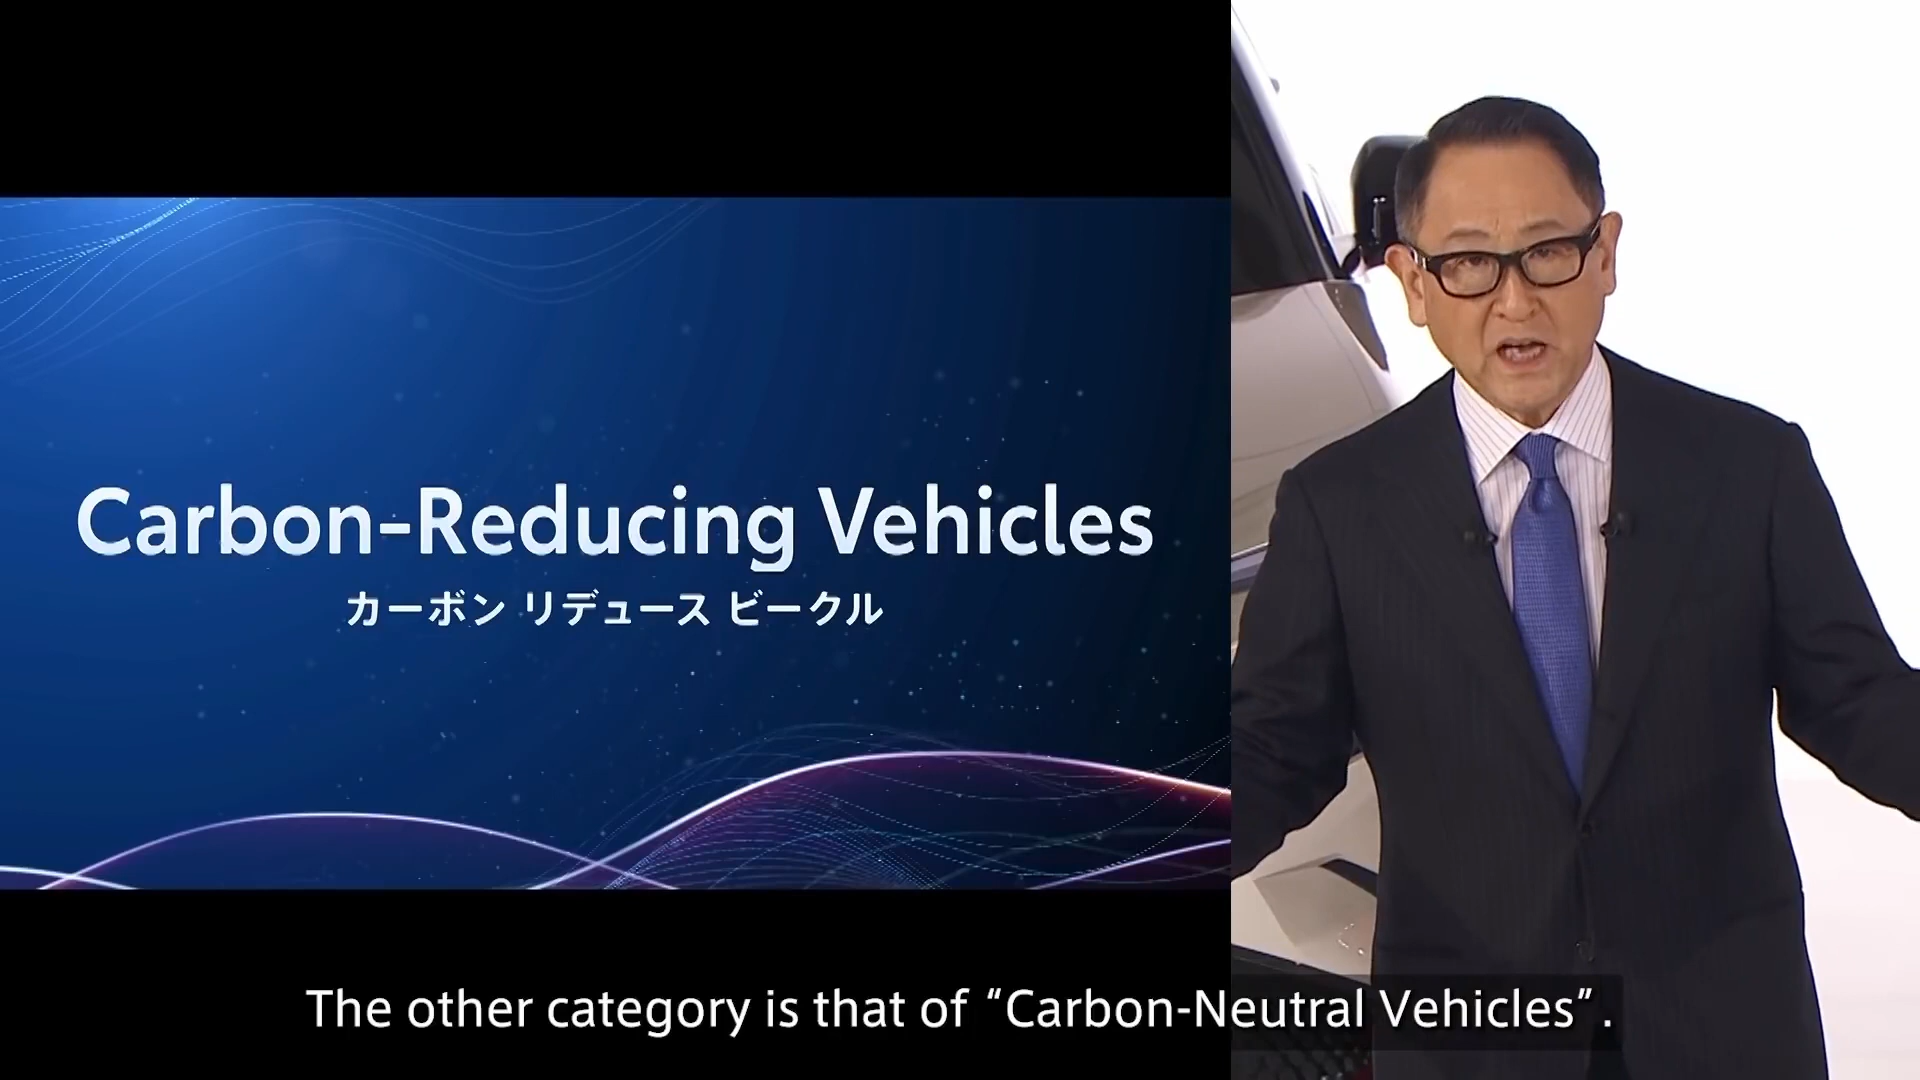 Carbon-Reducing Vehicles
カーボン リデュース ビークル
The other category is that of “Carbon-Neutral Vehicles”.